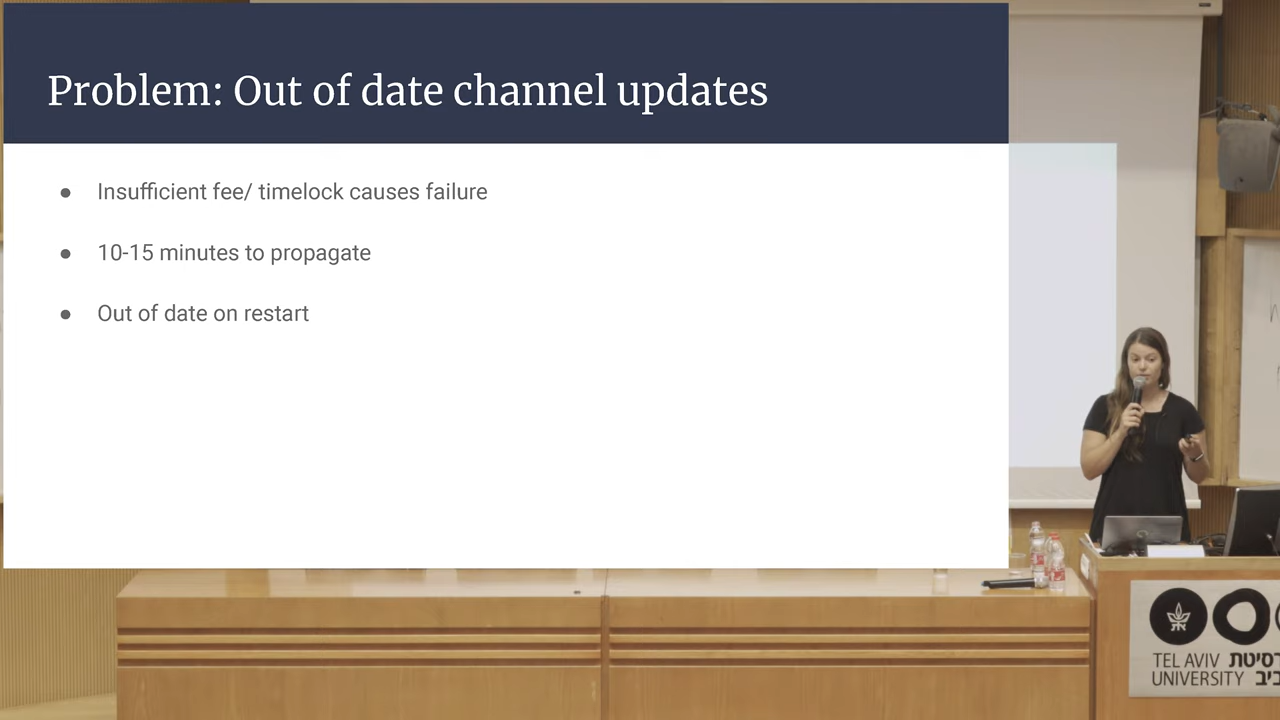 Problem: Out of date channel updates
● Insufficient fee/ timelock causes failure
● 10-15 minutes to propagate
● Out of date on restart
TEL AVIV
UNIVERSITY